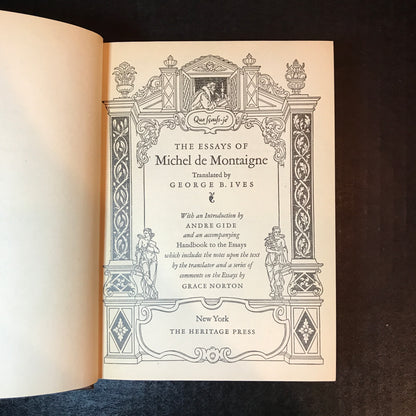 Que sçais-je
THE ESSAYS OF
Michel de Montaigne
Translated by
GEORGE B. IVES
With an Introduction by
ANDRE GIDE
and an accompanying
Handbook to the Essays
which includes the notes upon the text
by the translator and a series of
comments on the Essays by
GRACE NORTON
New York
THE HERITAGE PRESS